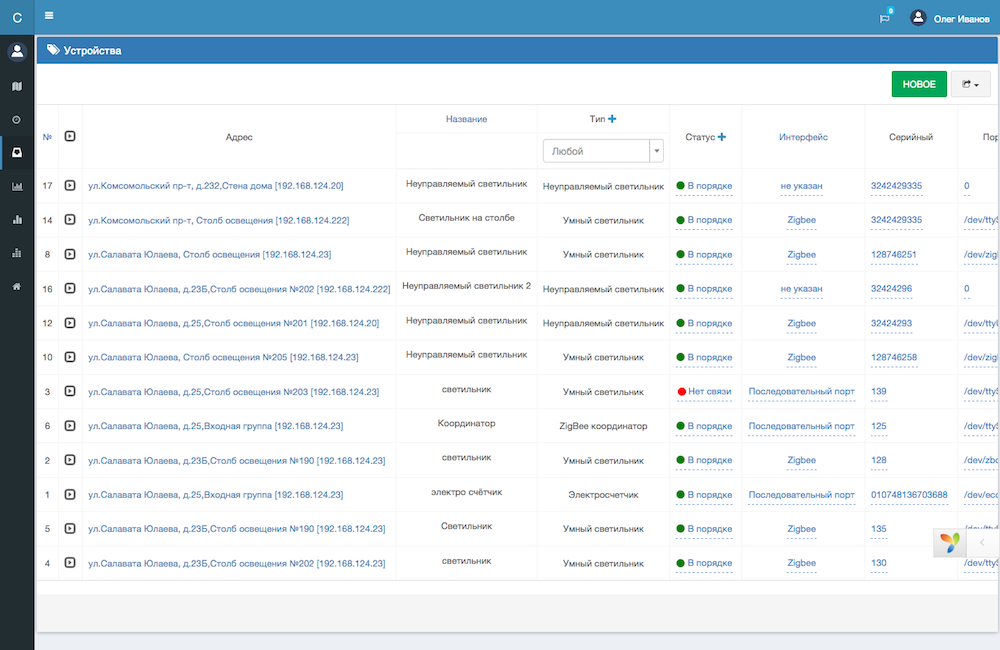 C
8
Олег Иванов
Устройства
НОВОЕ
№ Адрес Название Тип Статус Интерфейс Серийный Пор
Любой
17 ул.Комсомольский пр-т, д.232,Стена дома [192.168.124.20] Неуправляемый светильник Неуправляемый светильник В порядке не указан 3242429335 0
14 ул.Комсомольский пр-т, Столб освещения [192.168.124.222] Светильник на столбе Умный светильник В порядке Zigbee 3242429335 /dev/ttyS
8 ул.Салавата Юлаева, Столб освещения [192.168.124.23] Неуправляемый светильник Умный светильник В порядке Zigbee 128746251 /dev/zig
16 ул.Салавата Юлаева, д.23Б,Столб освещения №202 [192.168.124.222] Неуправляемый светильник 2 Неуправляемый светильник В порядке не указан 32424296 0
12 ул.Салавата Юлаева, д.25,Столб освещения №201 [192.168.124.20] Неуправляемый светильник Неуправляемый светильник В порядке Zigbee 32424293
10 ул.Салавата Юлаева, Столб освещения №205 [192.168.124.23] Неуправляемый светильник Умный светильник В порядке Zigbee 128746258 /dev/zig
3 ул.Салавата Юлаева, д.25,Столб освещения №203 [192.168.124.23] светильник Умный светильник Нет связи Последовательный порт 139 /dev/ttyS
6 ул.Салавата Юлаева, д.25,Входная группа [192.168.124.23] Координатор ZigBee координатор В порядке Последовательный порт 125 /dev/ttyS
2 ул.Салавата Юлаева, д.23Б,Столб освещения №190 [192.168.124.23] светильник Умный светильник В порядке Zigbee 128 /dev/zbc
1 ул.Салавата Юлаева, д.25,Входная группа [192.168.124.23] электро счётчик Электросчетчик В порядке Последовательный порт 010748136703688 /dev/ecc
5 ул.Салавата Юлаева, д.23Б,Столб освещения №190 [192.168.124.23] Светильник Умный светильник В порядке Zigbee 135
4 ул.Салавата Юлаева, д.23Б,Столб освещения №202 [192.168.124.23] светильник Умный светильник В порядке Zigbee 130 /dev/ttyS